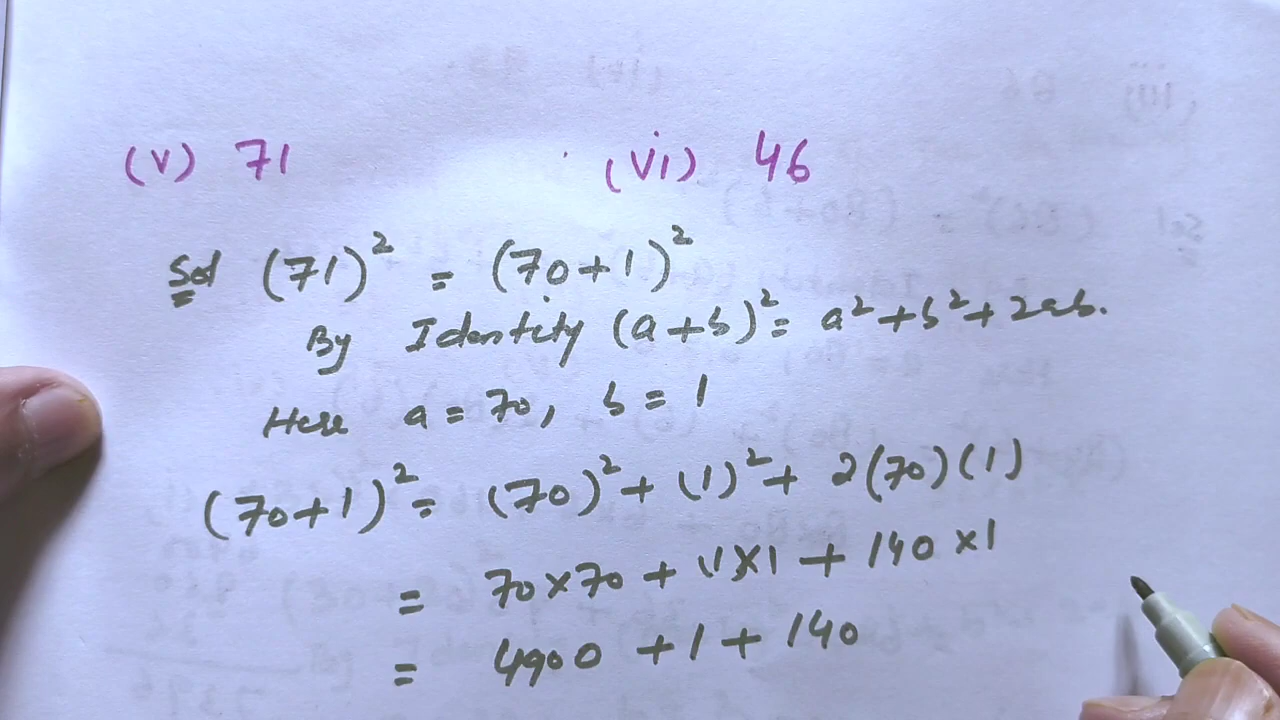 (v) 71 (vi) 46
Sol (71)² = (70+1)²
By Identity (a+b)² = a²+b²+2ab.
Here a = 70, b = 1
(70+1)² = (70)² + (1)² + 2(70)(1)
= 70×70 + 1×1 + 140×1
= 4900 + 1 + 140